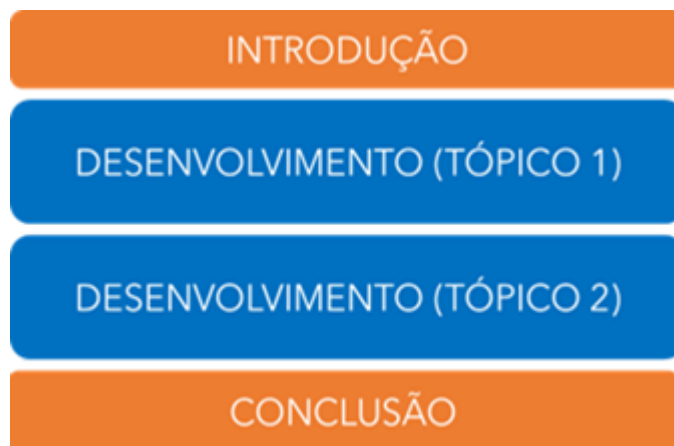 INTRODUÇÃO
DESENVOLVIMENTO (TÓPICO 1)
DESENVOLVIMENTO (TÓPICO 2)
CONCLUSÃO